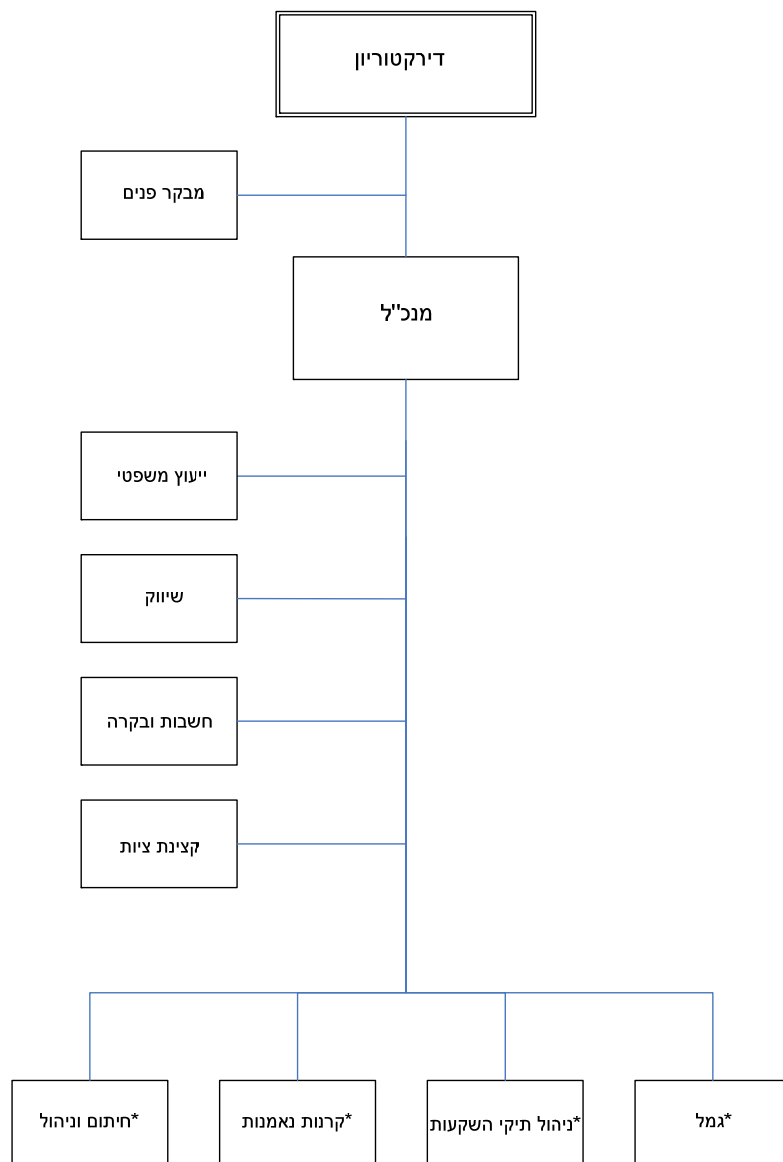 דירקטוריון
מבקר פנים
מנכ''ל
ייעוץ משפטי
שיווק
חשבות ובקרה
קצינת ציות
*גמל
*ניהול תיקי השקעות
*קרנות נאמנות
*חיתום וניהול